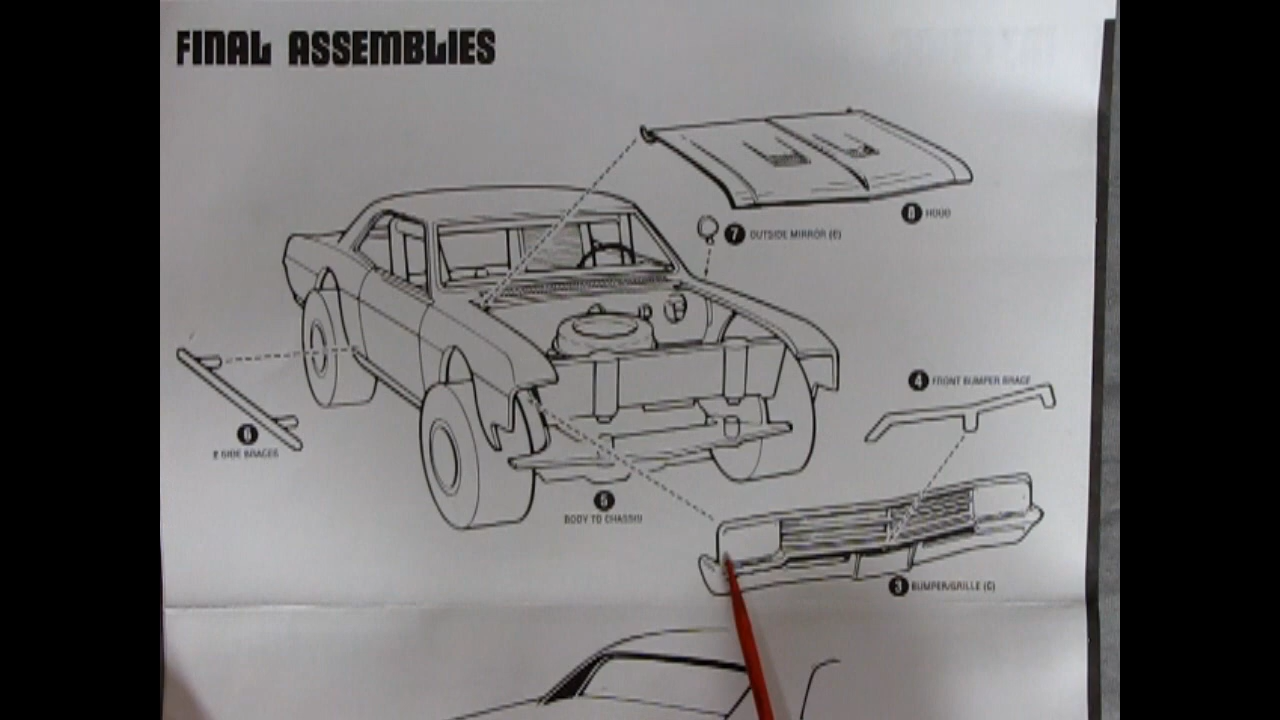 FINAL ASSEMBLIES
8 HOOD
7 OUTSIDE MIRROR (C)
4 FRONT BUMPER BRACE
2 SIDE BRACES
5
BODY TO CHASSIS
3 BUMPER/GRILLE (C)